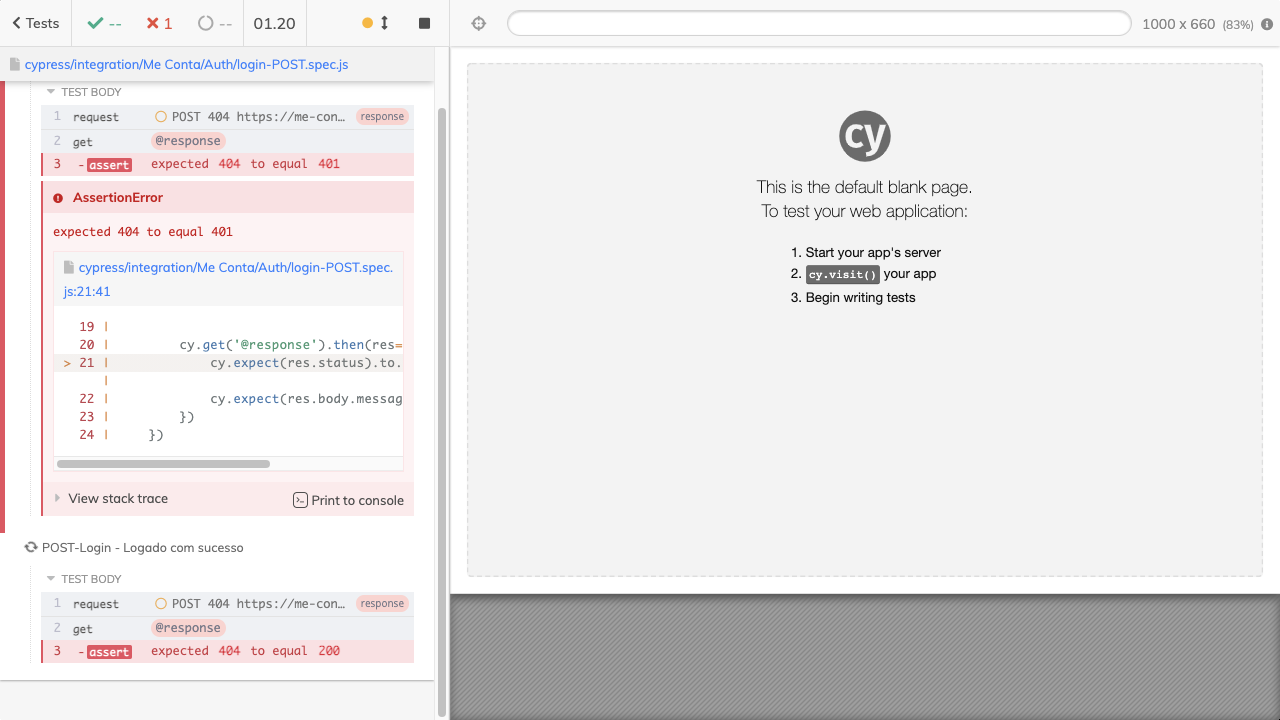 Tests
--
1
--
01.20
1000 x 660 (83%)
cypress/integration/Me Conta/Auth/login-POST.spec.js
TEST BODY
1 request POST 404 https://me-con… response
2 get @response
3 -assert expected 404 to equal 401
AssertionError
expected 404 to equal 401
cypress/integration/Me Conta/Auth/login-POST.spec.
js:21:41
19 |
20 | cy.get('@response').then(res=
> 21 | cy.expect(res.status).to.
|
22 | cy.expect(res.body.messag
23 | })
24 | })
View stack trace
Print to console
POST-Login - Logado com sucesso
TEST BODY
1 request POST 404 https://me-con… response
2 get @response
3 -assert expected 404 to equal 200
cy
This is the default blank page.
To test your web application:
1. Start your app's server
2. cy.visit() your app
3. Begin writing tests